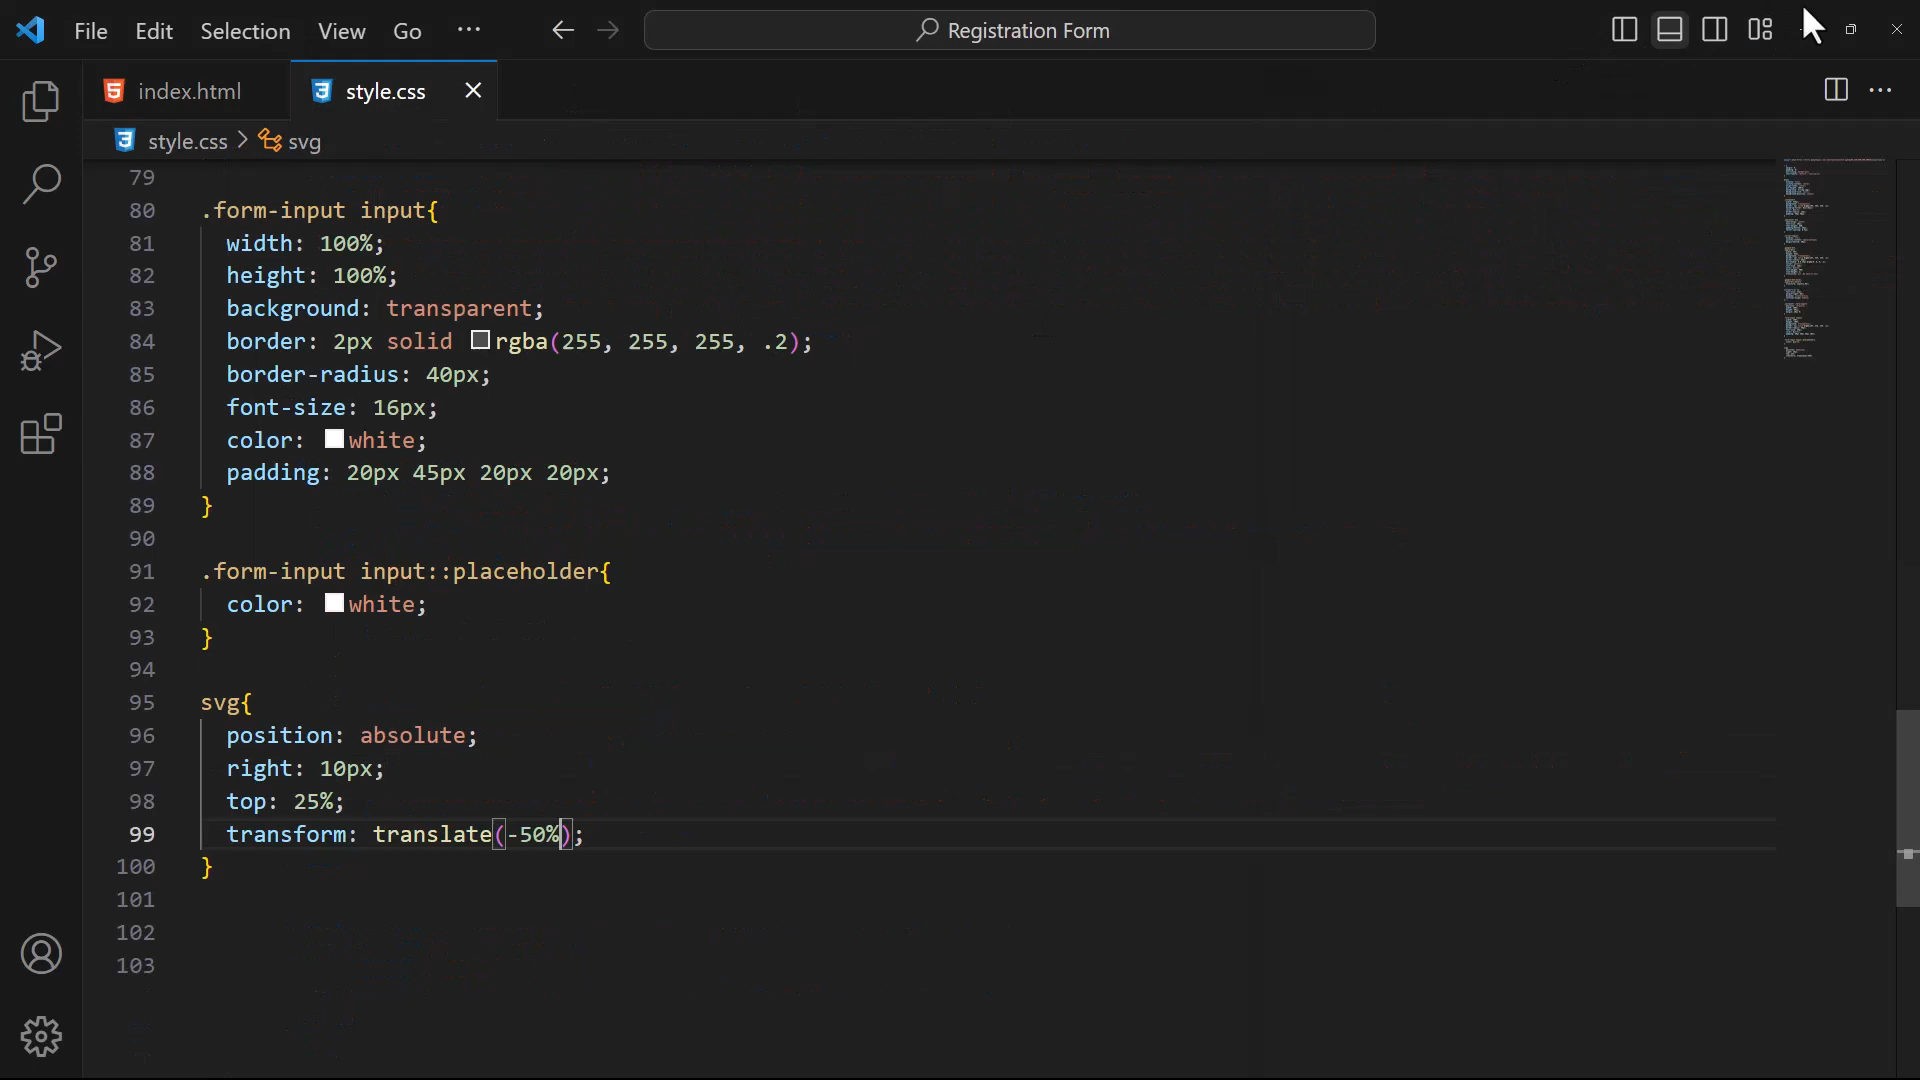 File Edit Selection View Go ··· Registration Form
index.html style.css
style.css > svg
79
80 .form-input input{
81 width: 100%;
82 height: 100%;
83 background: transparent;
84 border: 2px solid rgba(255, 255, 255, .2);
85 border-radius: 40px;
86 font-size: 16px;
87 color: white;
88 padding: 20px 45px 20px 20px;
89 }
90
91 .form-input input::placeholder{
92 color: white;
93 }
94
95 svg{
96 position: absolute;
97 right: 10px;
98 top: 25%;
99 transform: translate(-50%);
100 }
101
102
103